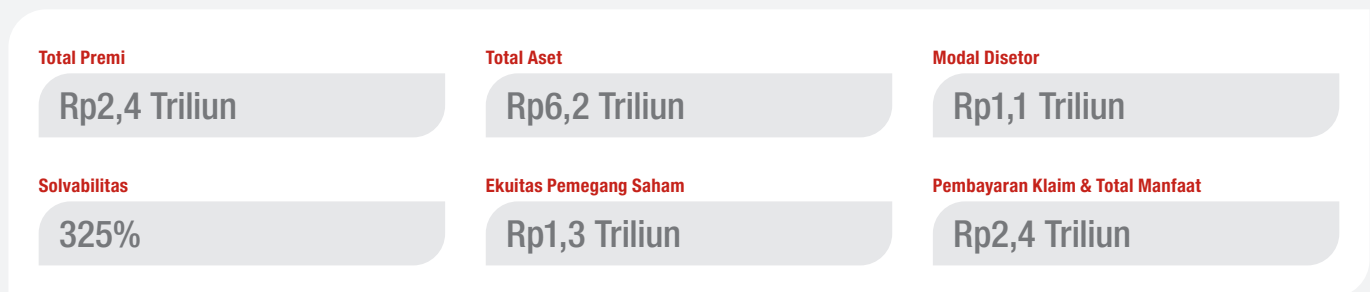 Total Premi
Rp2,4 Triliun
Total Aset
Rp6,2 Triliun
Modal Disetor
Rp1,1 Triliun
Solvabilitas
325%
Ekuitas Pemegang Saham
Rp1,3 Triliun
Pembayaran Klaim & Total Manfaat
Rp2,4 Triliun